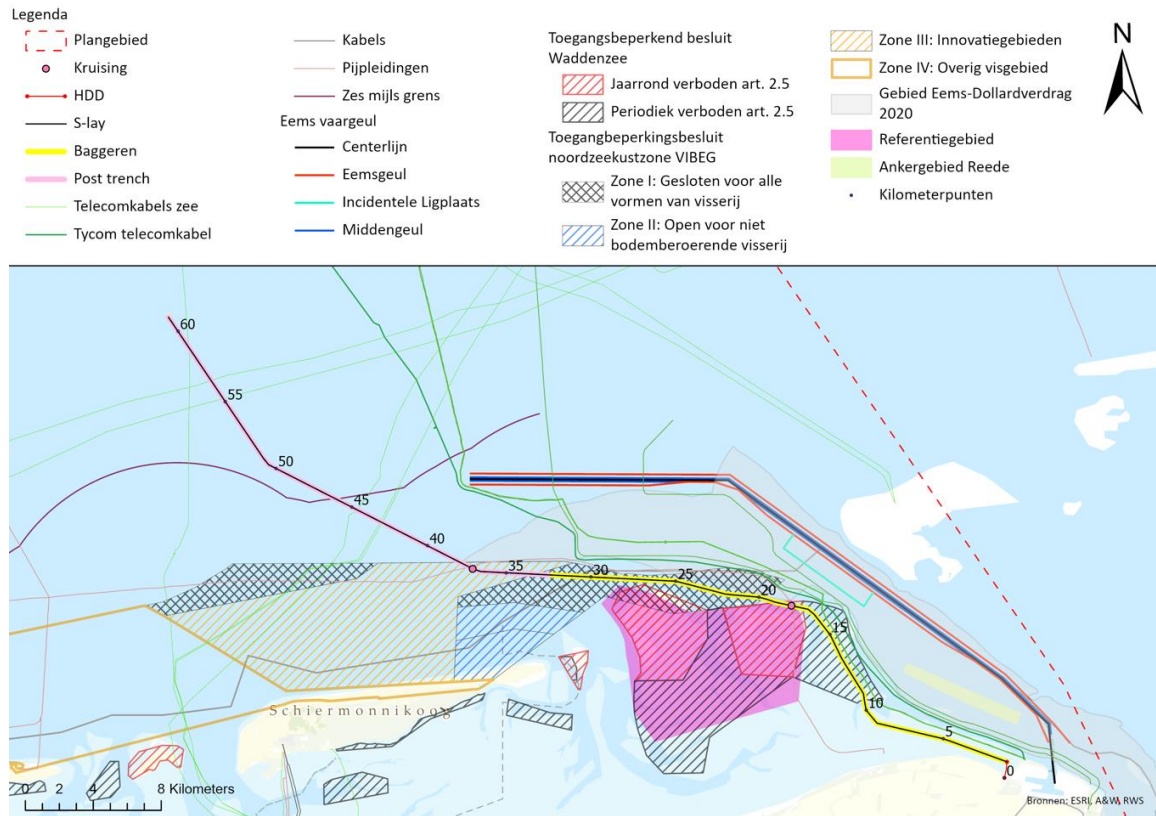 Legenda
Plangebied
Kruising
HDD
S-lay
Baggeren
Post trench
Telecomkabels zee
Tycom telecomkabel
Kabels
Pijpleidingen
Zes mijls grens
Eems vaargeul
Centerlijn
Eemsgeul
Incidentele Ligplaats
Middengeul
Toegangsbeperkend besluit
Waddenzee
Jaarrond verboden art. 2.5
Periodiek verboden art. 2.5
Toegangbeperkingsbesluit
noordzeekustzone VIBEG
Zone I: Gesloten voor alle
vormen van visserij
Zone II: Open voor niet
bodemberoerende visserij
Zone III: Innovatiegebieden
Zone IV: Overig visgebied
Gebied Eems-Dollardverdrag
2020
Referentiegebied
Ankergebied Reede
Kilometerpunten
N
60
55
50
45
40
35
30
25
20
15
10
5
0
Schiermonnikoog
0 2 4 8 Kilometers
Bronnen: ESRI, A&W, RWS